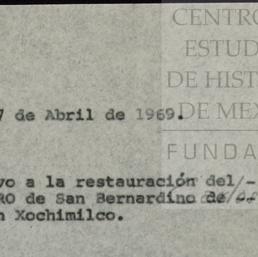 CENTRO
ESTUD
DE HIST
DE MEX
FUNDA
7 de Abril de 1969.
vo a la restauración del/-
RO de San Bernardino de --
n Xochimilco.